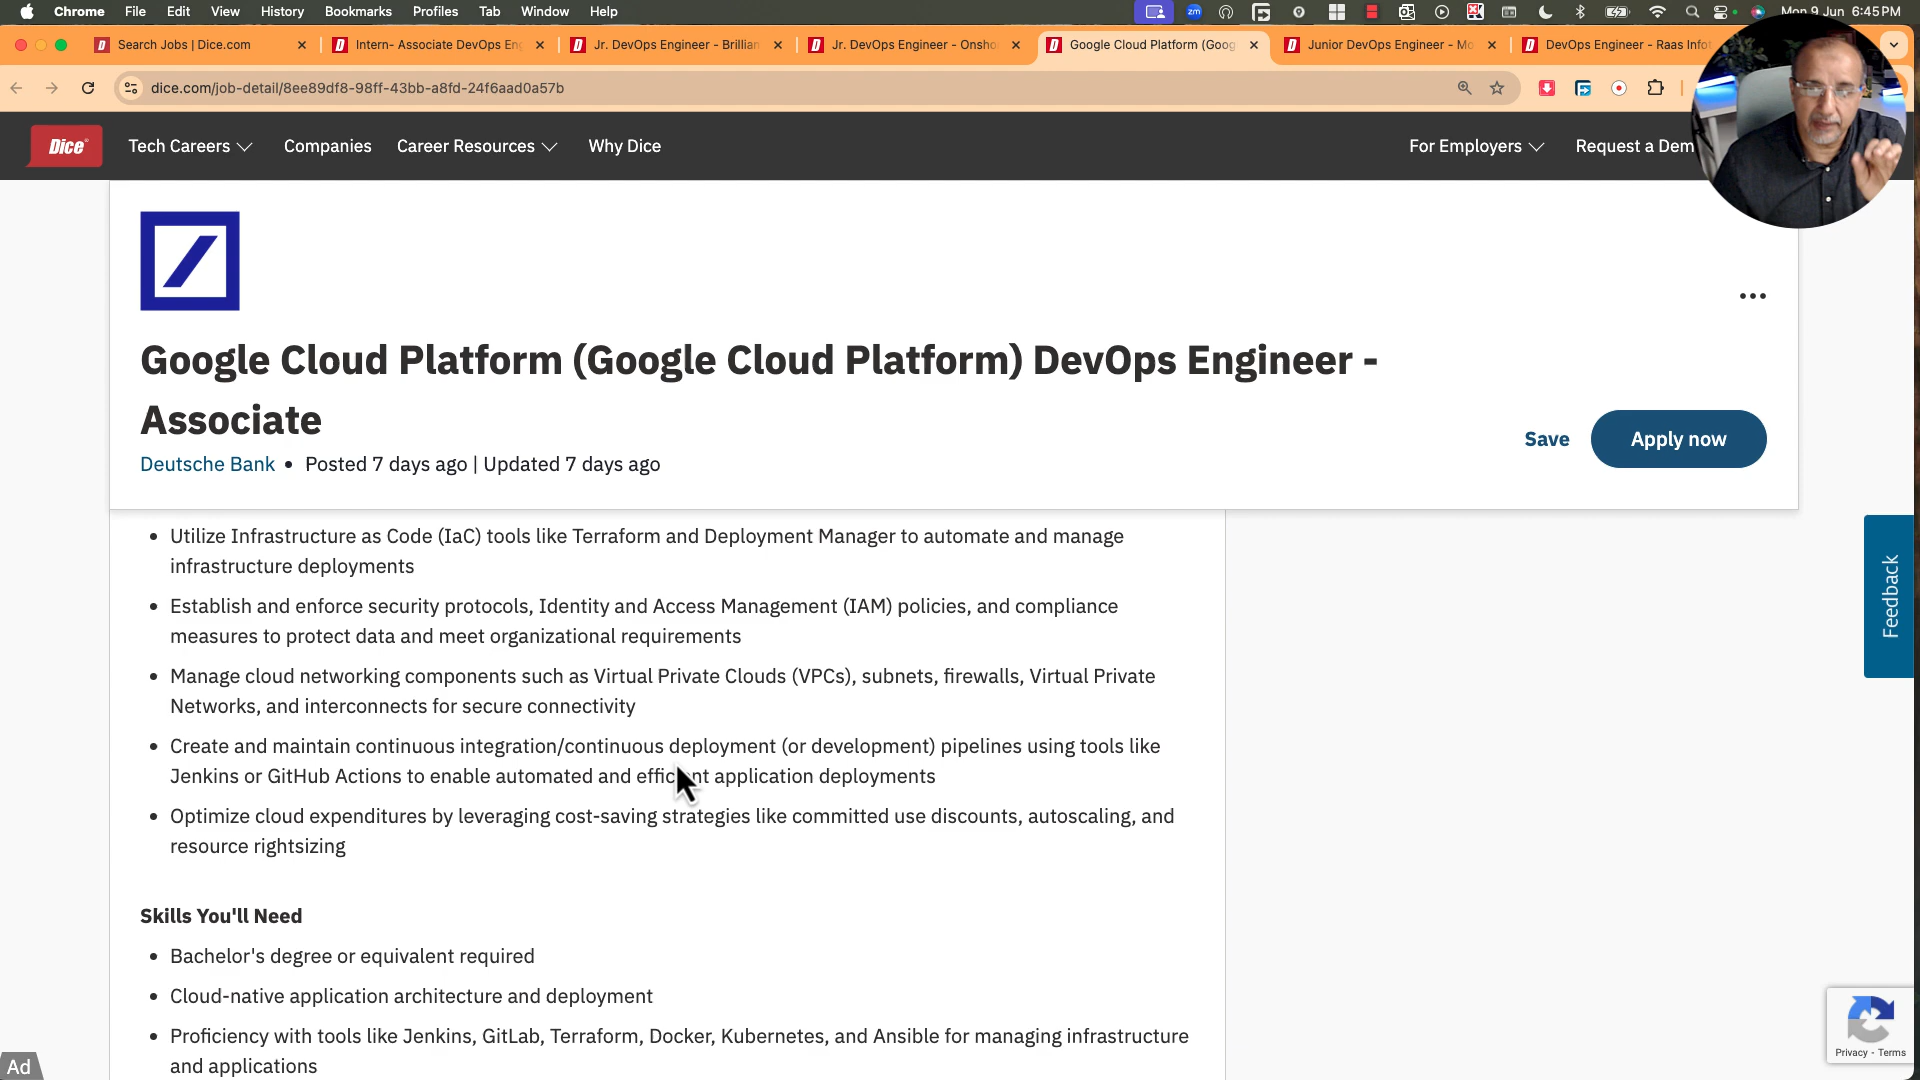 Chrome File Edit View History Bookmarks Profiles Tab Window Help
zm
Mon 9 Jun 6:45 PM
Search Jobs | Dice.com
Intern- Associate DevOps En
Jr. DevOps Engineer - Brillian
Jr. DevOps Engineer - Onsho
Google Cloud Platform (Goog
Junior DevOps Engineer - Mo
DevOps Engineer - Raas Info
dice.com/job-detail/8ee89df8-98ff-43bb-a8fd-24f6aad0a57b
Dice
Tech Careers
Companies
Career Resources
Why Dice
For Employers
Request a Dem
Google Cloud Platform (Google Cloud Platform) DevOps Engineer -
Associate
Deutsche Bank • Posted 7 days ago | Updated 7 days ago
Save
Apply now
• Utilize Infrastructure as Code (IaC) tools like Terraform and Deployment Manager to automate and manage
infrastructure deployments
• Establish and enforce security protocols, Identity and Access Management (IAM) policies, and compliance
measures to protect data and meet organizational requirements
• Manage cloud networking components such as Virtual Private Clouds (VPCs), subnets, firewalls, Virtual Private
Networks, and interconnects for secure connectivity
• Create and maintain continuous integration/continuous deployment (or development) pipelines using tools like
Jenkins or GitHub Actions to enable automated and efficient application deployments
• Optimize cloud expenditures by leveraging cost-saving strategies like committed use discounts, autoscaling, and
resource rightsizing
Skills You'll Need
• Bachelor's degree or equivalent required
• Cloud-native application architecture and deployment
• Proficiency with tools like Jenkins, GitLab, Terraform, Docker, Kubernetes, and Ansible for managing infrastructure
and applications
Feedback
Privacy - Terms
Ad